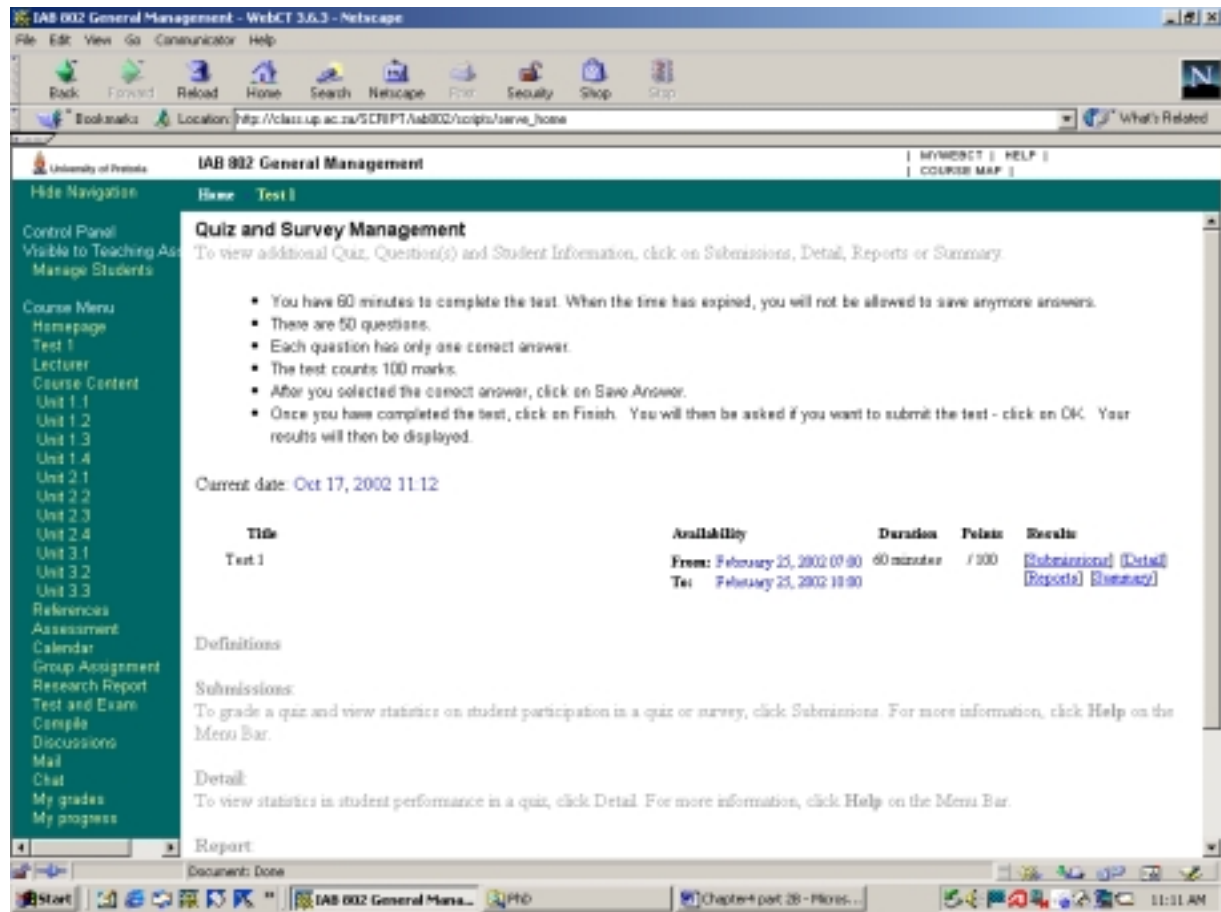 IAB 802 General Management - WebCT 3.6.3 - Netscape
File Edit View Go Communicator Help
Back Forward Reload Home Search Netscape Print Security Shop Stop
Bookmarks Location: http://class.up.ac.za/SCRIPT/iab802/scripts/serve_home What's Related
University of Pretoria
IAB 802 General Management
| MYWEBCT | HELP |
| COURSE MAP |
Hide Navigation
Home Test 1
Control Panel
Visible to Teaching Ass
Manage Students
Course Menu
Homepage
Test 1
Lecturer
Course Content
Unit 1.1
Unit 1.2
Unit 1.3
Unit 1.4
Unit 2.1
Unit 2.2
Unit 2.3
Unit 2.4
Unit 3.1
Unit 3.2
Unit 3.3
References
Assessment
Calendar
Group Assignment
Research Report
Test and Exam
Compile
Discussions
Mail
Chat
My grades
My progress
Quiz and Survey Management
To view additional Quiz, Question(s) and Student Information, click on Submissions, Detail, Reports or Summary.
• You have 60 minutes to complete the test. When the time has expired, you will not be allowed to save anymore answers.
• There are 50 questions.
• Each question has only one correct answer.
• The test counts 100 marks.
• After you selected the correct answer, click on Save Answer.
• Once you have completed the test, click on Finish. You will then be asked if you want to submit the test - click on OK. Your
results will then be displayed.
Current date: Oct 17, 2002 11:12
Title Availability Duration Points Results
Test 1 From: February 25, 2002 07:00 60 minutes / 100 [Submissions] [Detail]
To: February 25, 2002 10:00 [Reports] [Summary]
Definitions
Submissions:
To grade a quiz and view statistics on student participation in a quiz or survey, click Submissions. For more information, click Help on the
Menu Bar.
Detail:
To view statistics in student performance in a quiz, click Detail. For more information, click Help on the Menu Bar.
Report:
Document: Done
Start IAB 802 General Mana... PhD Chapter4 part 2B - Micros... 11:11 AM